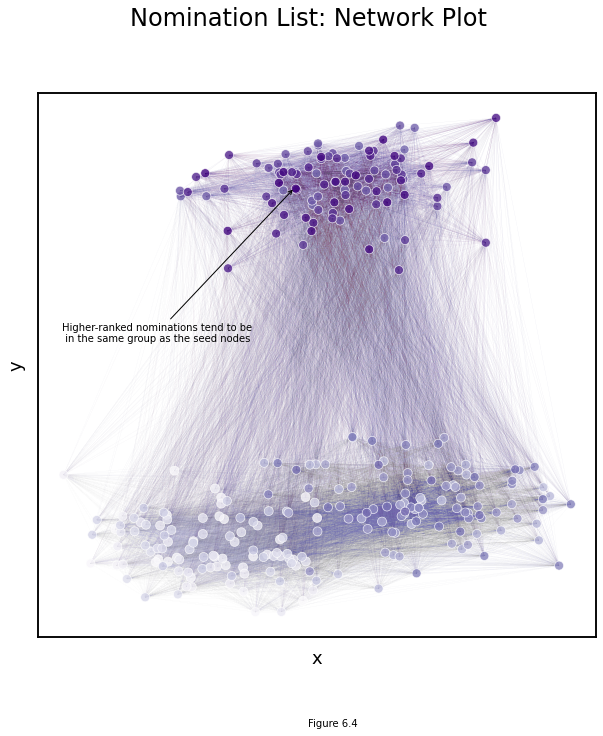 Nomination List: Network Plot
Higher-ranked nominations tend to be
in the same group as the seed nodes
y
x
Figure 6.4